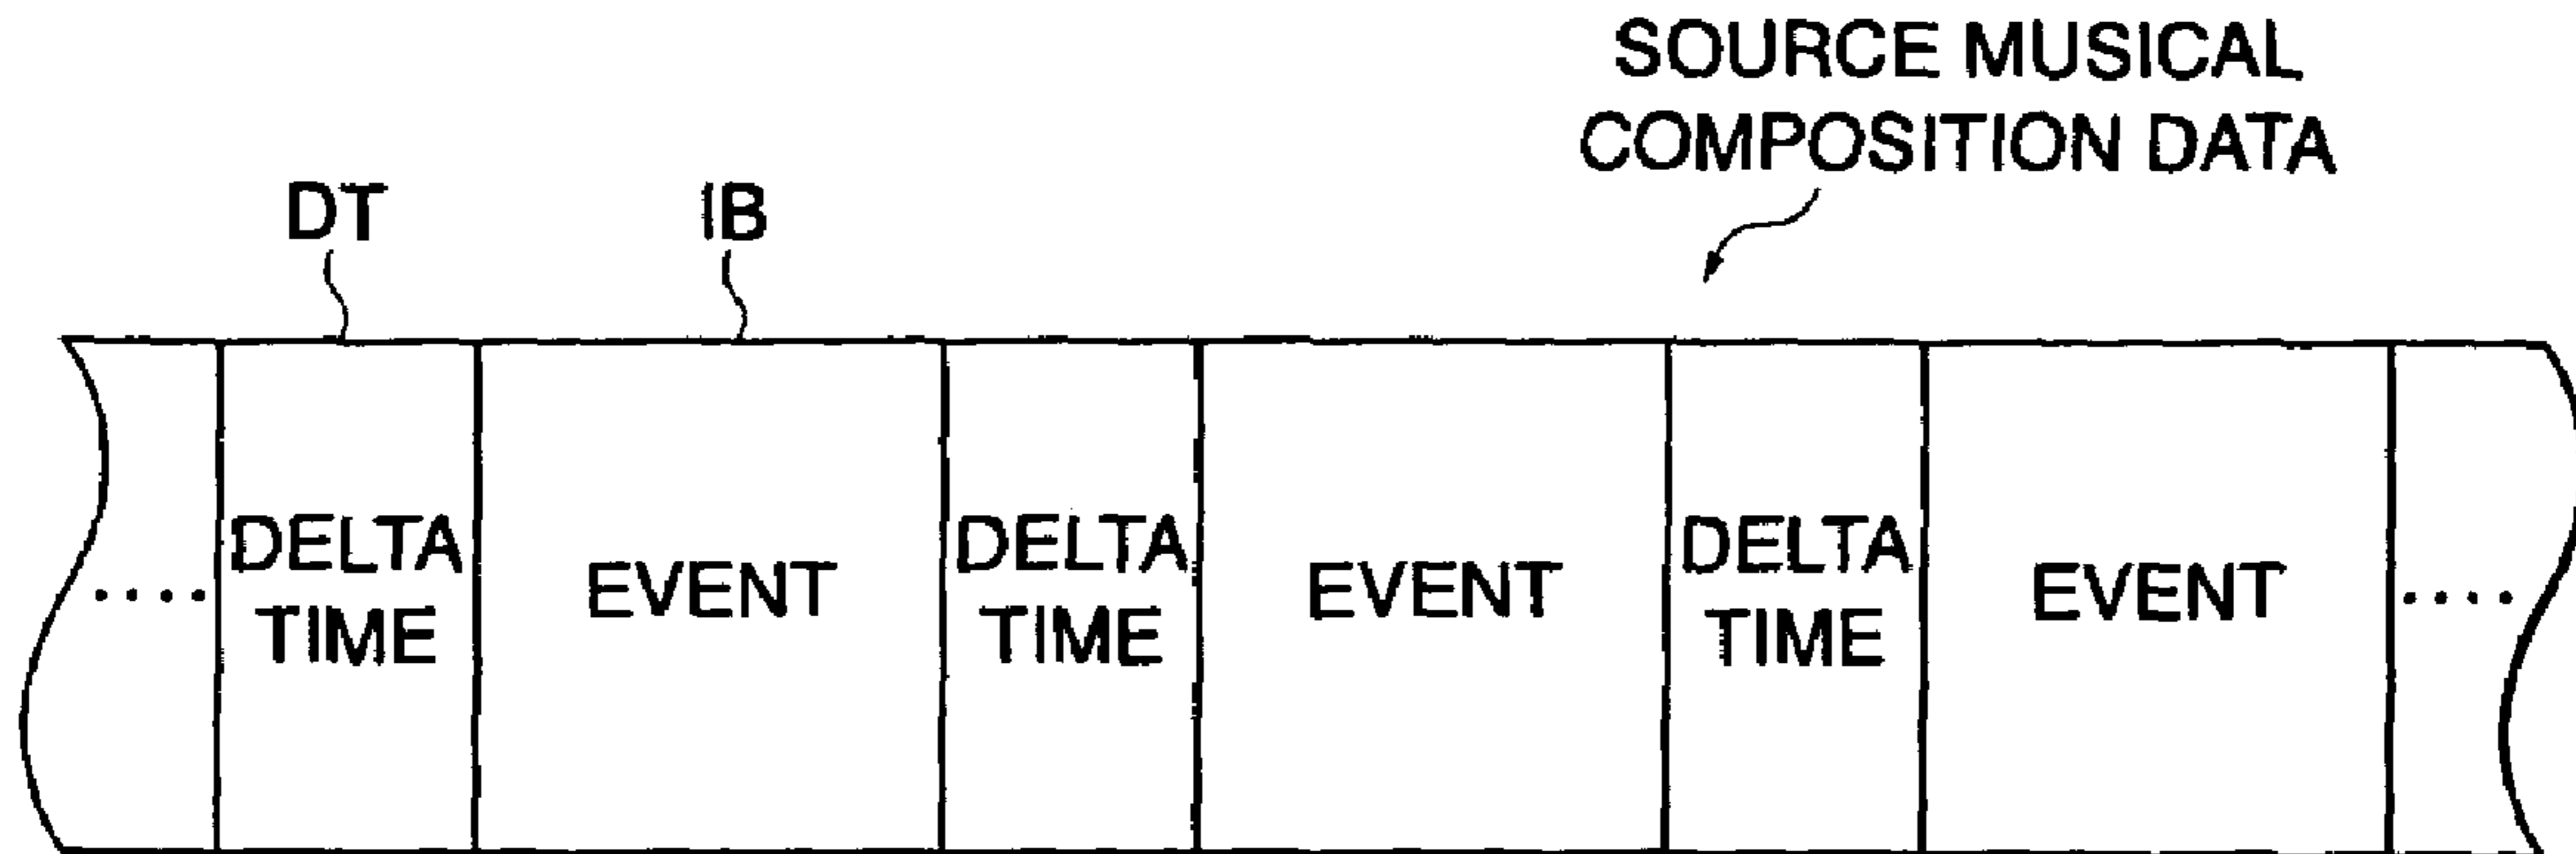 SOURCE MUSICAL
COMPOSITION DATA
DT
IB
....
DELTA
TIME
EVENT
DELTA
TIME
EVENT
DELTA
TIME
EVENT
....